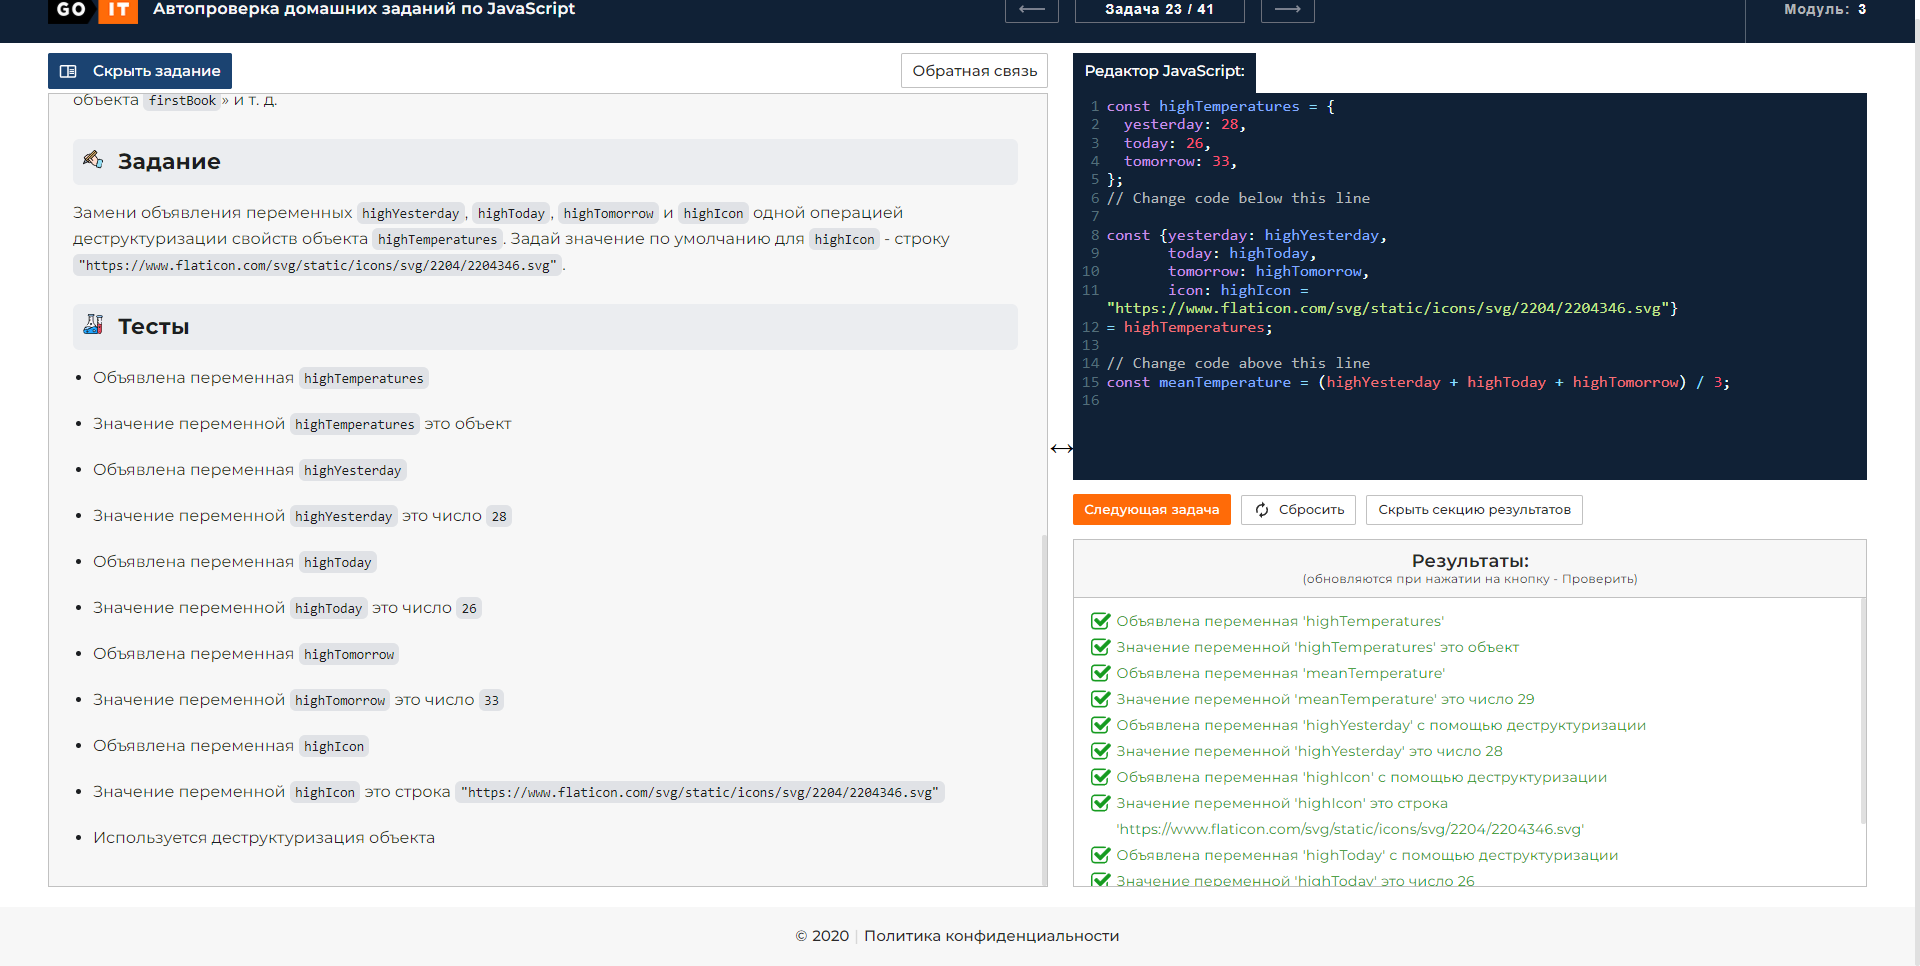 GO IT Автопроверка домашних заданий по JavaScript
Задача 23 / 41
Модуль: 3
Скрыть задание
Обратная связь
объекта firstBook » и т. д.
Задание
Замени объявления переменных highYesterday, highToday, highTomorrow и highIcon одной операцией
деструктуризации свойств объекта highTemperatures. Задай значение по умолчанию для highIcon - строку
"https://www.flaticon.com/svg/static/icons/svg/2204/2204346.svg".
Тесты
• Объявлена переменная highTemperatures
• Значение переменной highTemperatures это объект
• Объявлена переменная highYesterday
• Значение переменной highYesterday это число 28
• Объявлена переменная highToday
• Значение переменной highToday это число 26
• Объявлена переменная highTomorrow
• Значение переменной highTomorrow это число 33
• Объявлена переменная highIcon
• Значение переменной highIcon это строка "https://www.flaticon.com/svg/static/icons/svg/2204/2204346.svg"
• Используется деструктуризация объекта
Редактор JavaScript:
1 const highTemperatures = {
2 yesterday: 28,
3 today: 26,
4 tomorrow: 33,
5 };
6 // Change code below this line
7
8 const {yesterday: highYesterday,
9 today: highToday,
10 tomorrow: highTomorrow,
11 icon: highIcon =
"https://www.flaticon.com/svg/static/icons/svg/2204/2204346.svg"}
12 = highTemperatures;
13
14 // Change code above this line
15 const meanTemperature = (highYesterday + highToday + highTomorrow) / 3;
16
Следующая задача
Сбросить
Скрыть секцию результатов
Результаты:
(обновляются при нажатии на кнопку - Проверить)
Объявлена переменная 'highTemperatures'
Значение переменной 'highTemperatures' это объект
Объявлена переменная 'meanTemperature'
Значение переменной 'meanTemperature' это число 29
Объявлена переменная 'highYesterday' с помощью деструктуризации
Значение переменной 'highYesterday' это число 28
Объявлена переменная 'highIcon' с помощью деструктуризации
Значение переменной 'highIcon' это строка
'https://www.flaticon.com/svg/static/icons/svg/2204/2204346.svg'
Объявлена переменная 'highToday' с помощью деструктуризации
Значение переменной 'highToday' это число 26
© 2020 | Политика конфиденциальности